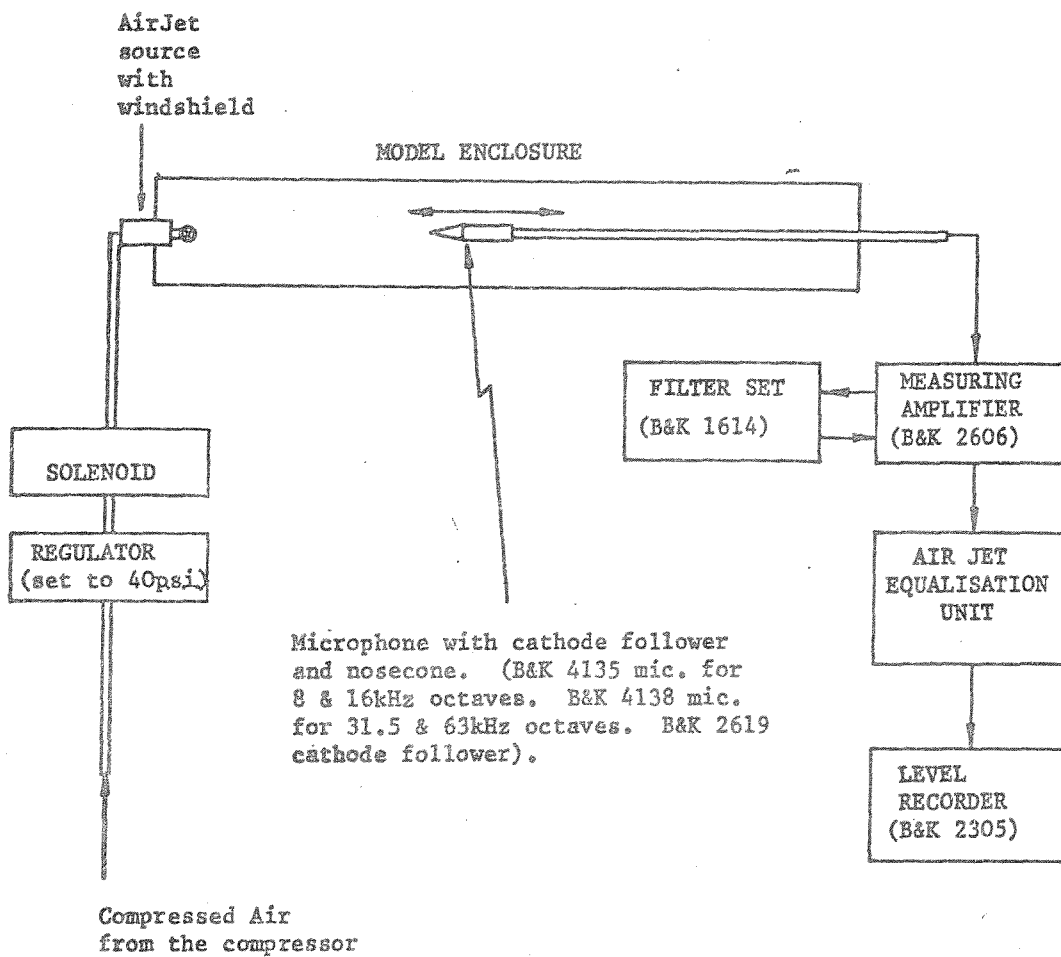 AirJet
source
with
windshield
MODEL ENCLOSURE
FILTER SET
(B&K 1614)
MEASURING
AMPLIFIER
(B&K 2606)
SOLENOID
REGULATOR
(set to 40psi)
AIR JET
EQUALISATION
UNIT
Microphone with cathode follower
and nosecone. (B&K 4135 mic. for
8 & 16kHz octaves. B&K 4138 mic.
for 31.5 & 63kHz octaves. B&K 2619
cathode follower).
LEVEL
RECORDER
(B&K 2305)
Compressed Air
from the compressor